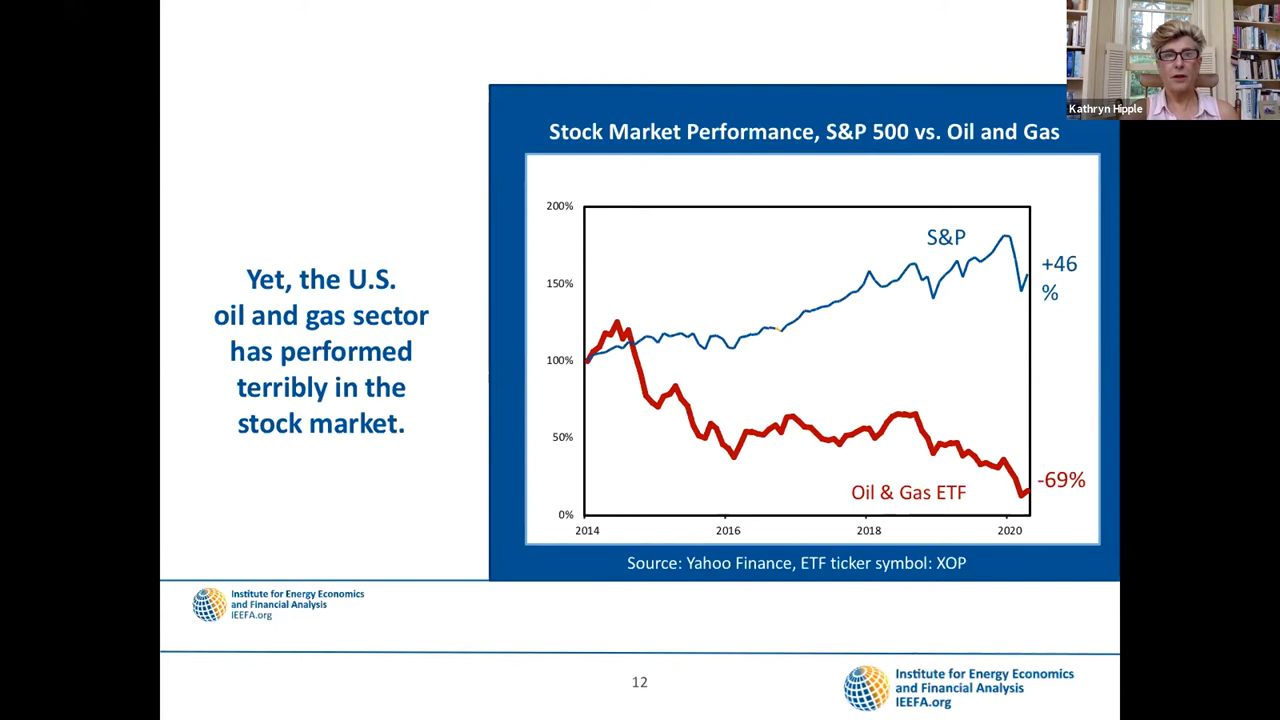 Kathryn Hipple
Stock Market Performance, S&P 500 vs. Oil and Gas
Yet, the U.S.
oil and gas sector
has performed
terribly in the
stock market.
200%
150%
100%
50%
0%
S&P
+46
%
Oil & Gas ETF
-69%
2014
2016
2018
2020
Source: Yahoo Finance, ETF ticker symbol: XOP
Institute for Energy Economics
and Financial Analysis
IEEFA.org
12
Institute for Energy Economics
and Financial Analysis
IEEFA.org